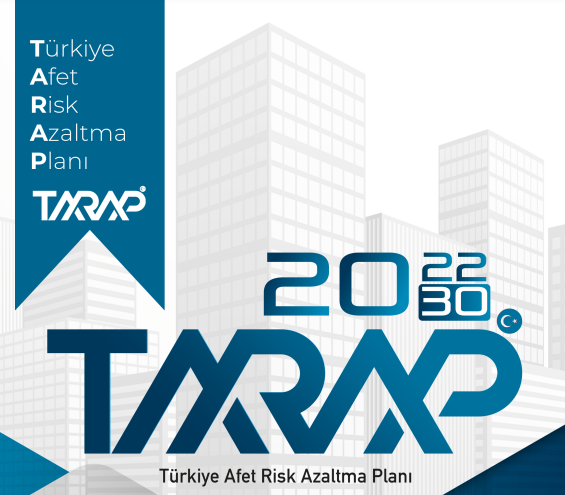 Türkiye
Afet
Risk
Azaltma
Planı
TARAP
20 22
30
TARAP
Türkiye Afet Risk Azaltma Planı